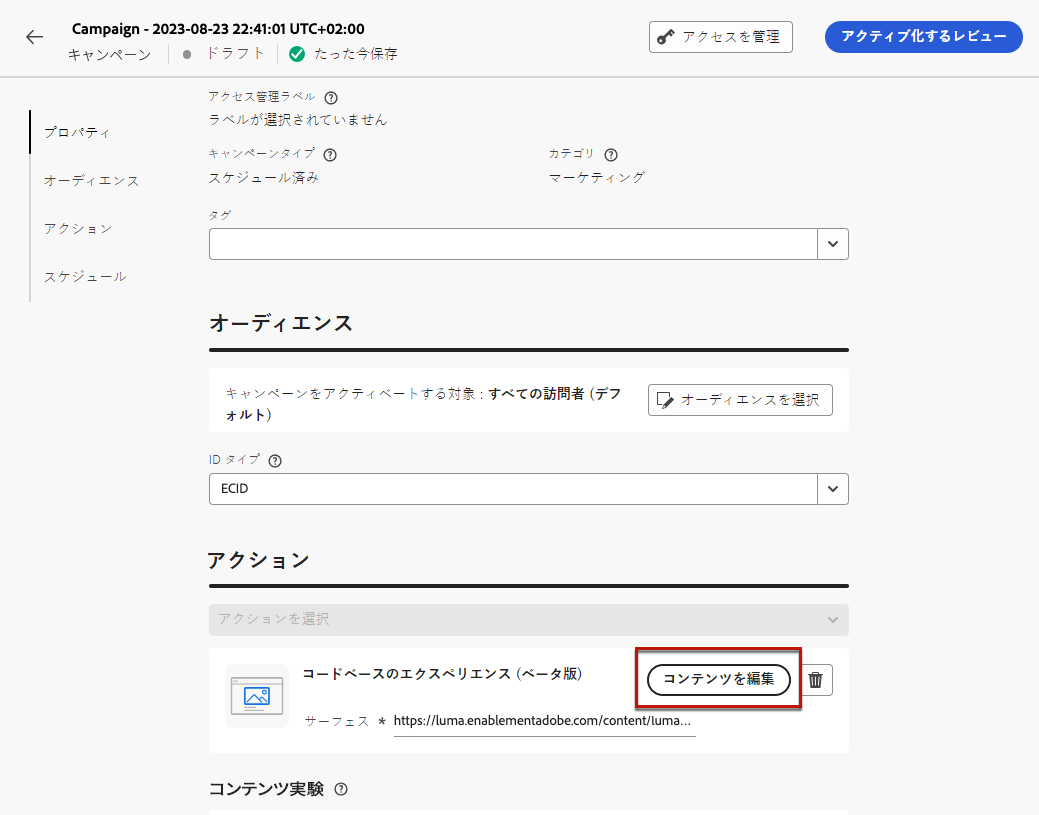 Campaign - 2023-08-23 22:41:01 UTC+02:00
キャンペーン ドラフト たった今保存
アクセスを管理
アクティブ化するレビュー
プロパティ
オーディエンス
アクション
スケジュール
アクセス管理ラベル
ラベルが選択されていません
キャンペーンタイプ
スケジュール済み
カテゴリ
マーケティング
タグ
オーディエンス
キャンペーンをアクティベートする対象 : すべての訪問者 (デフ
ォルト)
オーディエンスを選択
ID タイプ
ECID
アクション
アクションを選択
コードベースのエクスペリエンス (ベータ版)
コンテンツを編集
サーフェス * https://luma.enablementadobe.com/content/luma...
コンテンツ実験